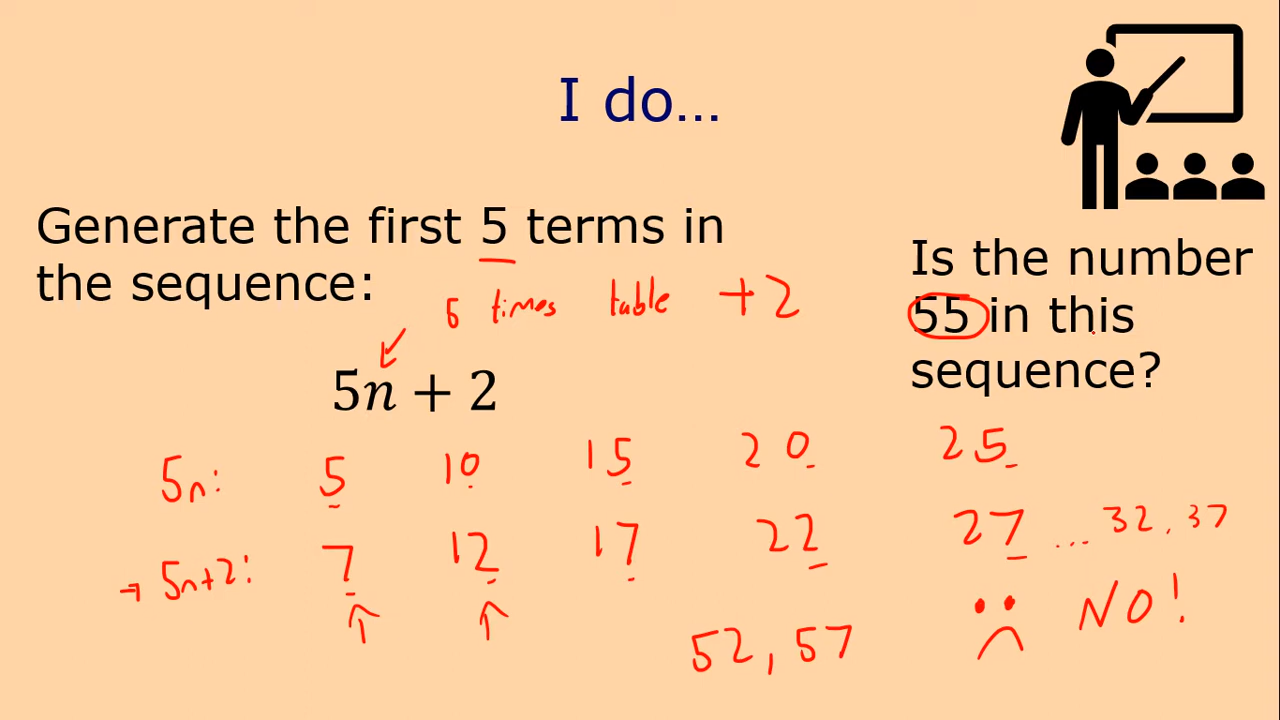 I do...
Generate the first 5 terms in
the sequence:
5 times table +2
5n + 2
Is the number
55 in this
sequence?
5n: 5 10 15 20 25
→ 5n+2: 7 12 17 22 27 ... 32, 37
52, 57
NO!